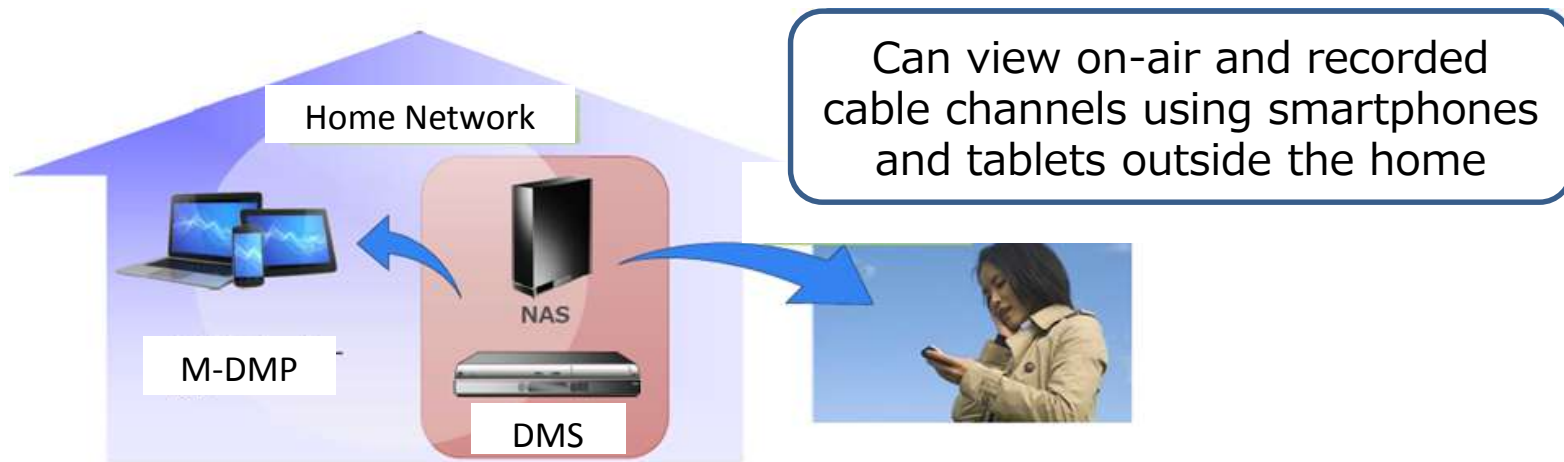 Can view on-air and recorded
cable channels using smartphones
and tablets outside the home
Home Network
NAS
M-DMP
DMS